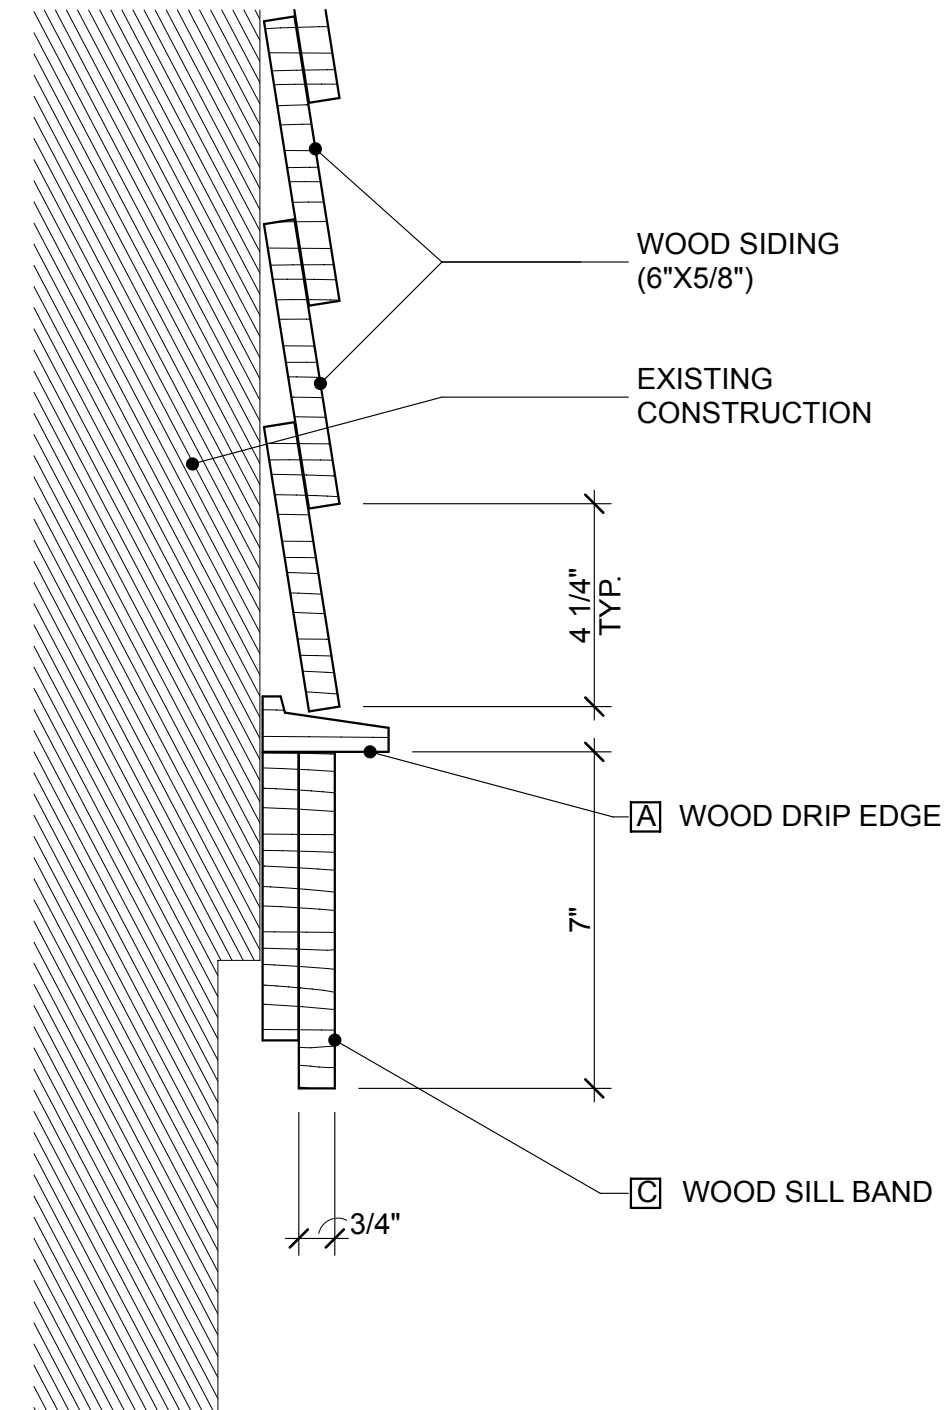 WOOD SIDING
(6"X5/8")
EXISTING
CONSTRUCTION
4 1/4"
TYP.
A WOOD DRIP EDGE
7"
C WOOD SILL BAND
3/4"